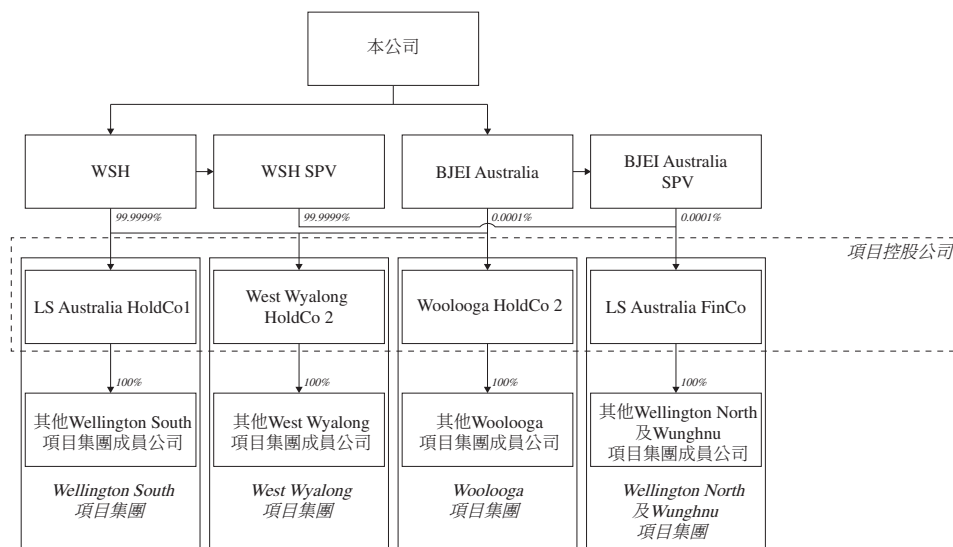 本公司
WSH
WSH SPV
BJEI Australia
BJEI Australia
SPV
99.9999%
99.9999%
0.0001%
0.0001%
項目控股公司
LS Australia HoldCo1
West Wyalong
HoldCo 2
Woolooga HoldCo 2
LS Australia FinCo
100%
100%
100%
100%
其他Wellington South
項目集團成員公司
其他West Wyalong
項目集團成員公司
其他Woolooga
項目集團成員公司
其他Wellington North
及Wunghnu
項目集團成員公司
Wellington South
項目集團
West Wyalong
項目集團
Woolooga
項目集團
Wellington North
及Wunghnu
項目集團